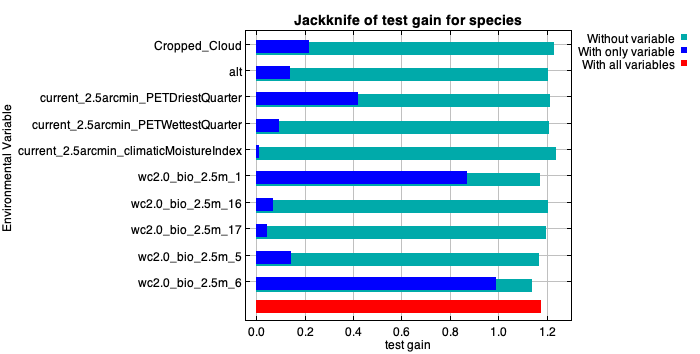 Jackknife of test gain for species
Without variable
With only variable
With all variables
Environmental Variable
Cropped_Cloud
alt
current_2.5arcmin_PETDriestQuarter
current_2.5arcmin_PETWettestQuarter
current_2.5arcmin_climaticMoistureIndex
wc2.0_bio_2.5m_1
wc2.0_bio_2.5m_16
wc2.0_bio_2.5m_17
wc2.0_bio_2.5m_5
wc2.0_bio_2.5m_6
0.0 0.2 0.4 0.6 0.8 1.0 1.2
test gain